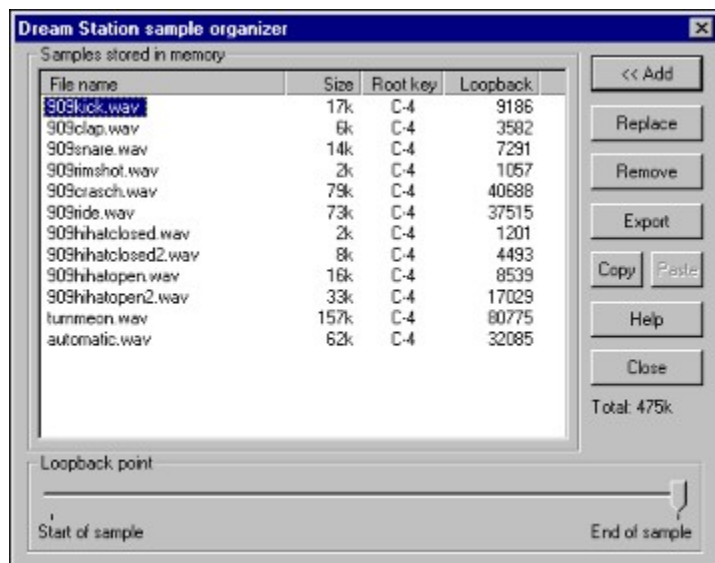 Dream Station sample organizer
Samples stored in memory
File name Size Root key Loopback
909kick.wav 17k C-4 9186
909clap.wav 6k C-4 3582
909snare.wav 14k C-4 7291
909rimshot.wav 2k C-4 1057
909crasch.wav 79k C-4 40688
909ride.wav 73k C-4 37515
909hihatclosed.wav 2k C-4 1201
909hihatclosed2.wav 8k C-4 4493
909hihatopen.wav 16k C-4 8539
909hihatopen2.wav 33k C-4 17029
turnmeon.wav 157k C-4 80775
automatic.wav 62k C-4 32085
<< Add
Replace
Remove
Export
Copy Paste
Help
Close
Total: 475k
Loopback point
Start of sample End of sample